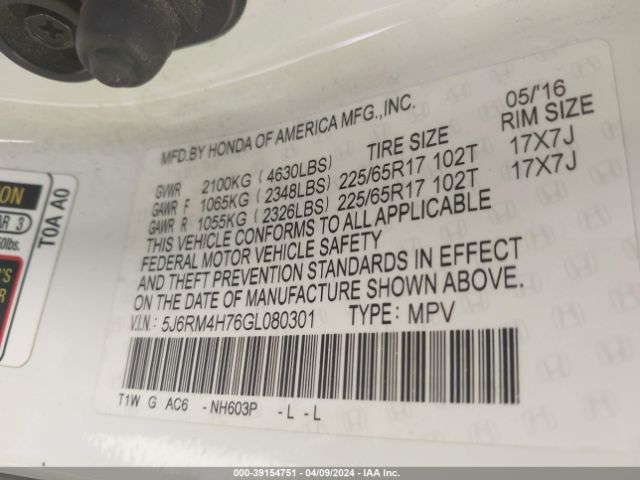 MFD.BY HONDA OF AMERICA MFG.,INC. 05/'16
GVWR 2100KG (4630LBS) TIRE SIZE RIM SIZE
GAWR F 1065KG (2348LBS) 225/65R17 102T 17X7J
GAWR R 1055KG (2326LBS) 225/65R17 102T 17X7J
THIS VEHICLE CONFORMS TO ALL APPLICABLE
FEDERAL MOTOR VEHICLE SAFETY
AND THEFT PREVENTION STANDARDS IN EFFECT
ON THE DATE OF MANUFACTURE SHOWN ABOVE.
V.I.N.: 5J6RM4H76GL080301 TYPE: MPV
T1W G AC6 -NH603P -L -L
T0A A0
000-39154751 - 04/09/2024 - IAA Inc.